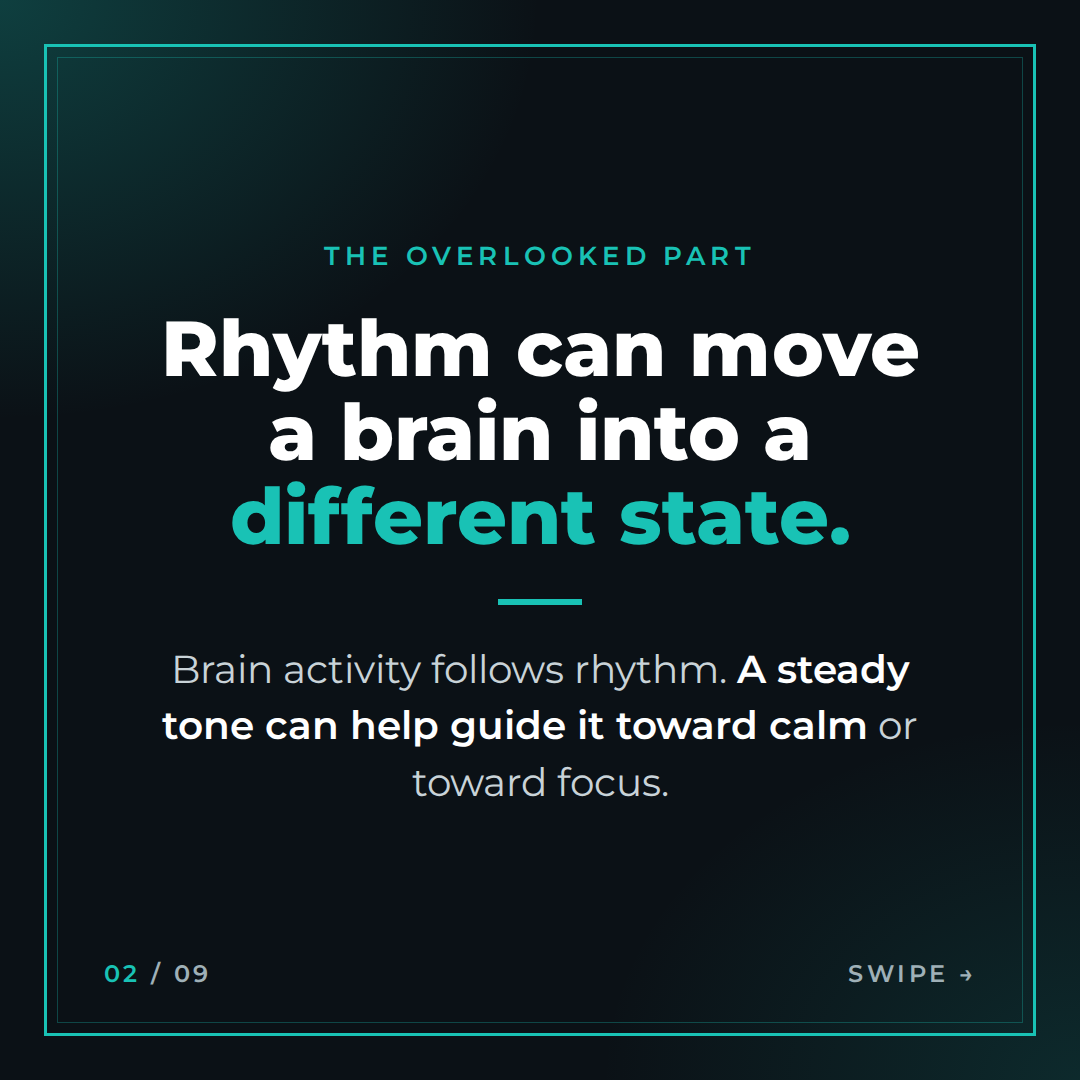 THE OVERLOOKED PART
Rhythm can move
a brain into a
different state.
Brain activity follows rhythm. A steady
tone can help guide it toward calm or
toward focus.
02 / 09
SWIPE →